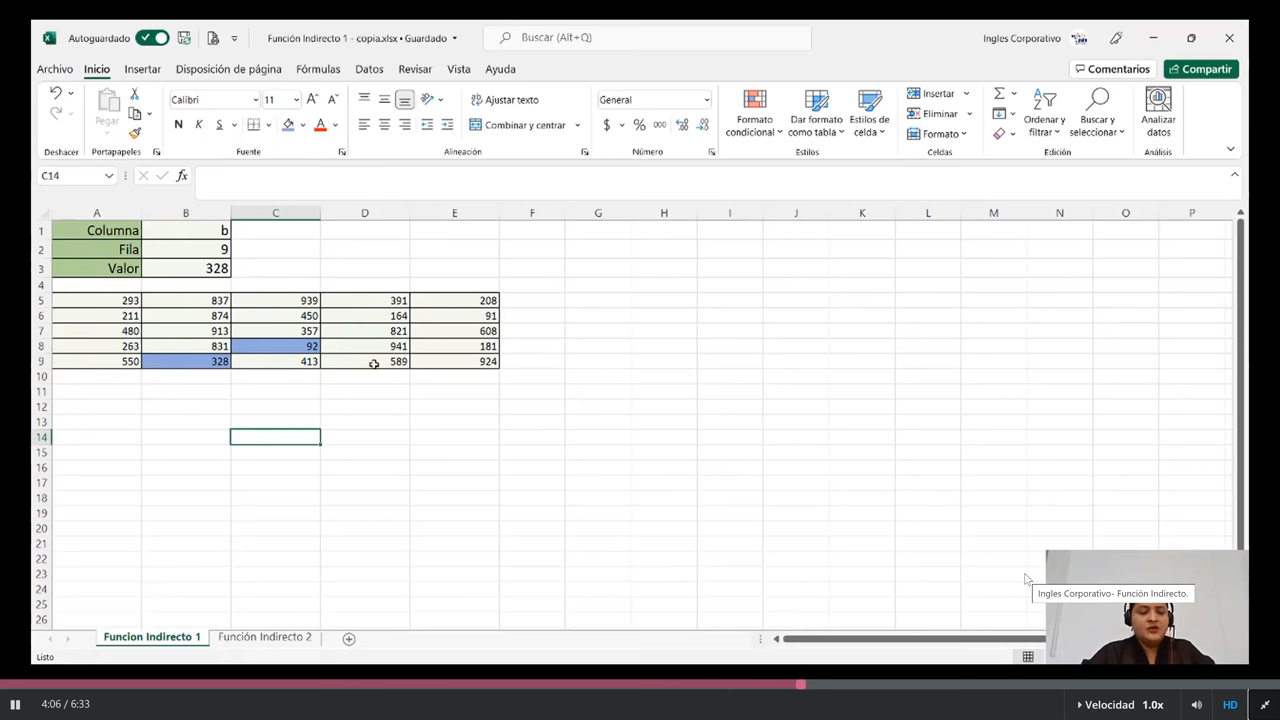 Autoguardado Función Indirecto 1 - copia.xlsx • Guardado Buscar (Alt+Q) Ingles Corporativo
Archivo Inicio Insertar Disposición de página Fórmulas Datos Revisar Vista Ayuda Comentarios Compartir
Pegar Calibri 11 N K S Ajustar texto Combinar y centrar General $ % 000 Formato condicional Dar formato como tabla Estilos de celda Insertar Eliminar Formato Ordenar y filtrar Buscar y seleccionar Analizar datos
Deshacer Portapapeles Fuente Alineación Número Estilos Celdas Edición Análisis
C14 fx
A B C D E F G H I J K L M N O P
1 Columna b
2 Fila 9
3 Valor 328
4
5 293 837 939 391 208
6 211 874 450 164 91
7 480 913 357 821 608
8 263 831 92 941 181
9 550 328 413 589 924
10
11
12
13
14
15
16
17
18
19
20
21
22
23
24
25
26
Ingles Corporativo- Función Indirecto.
Funcion Indirecto 1 Función Indirecto 2
Listo
4:06 / 6:33 Velocidad 1.0x HD